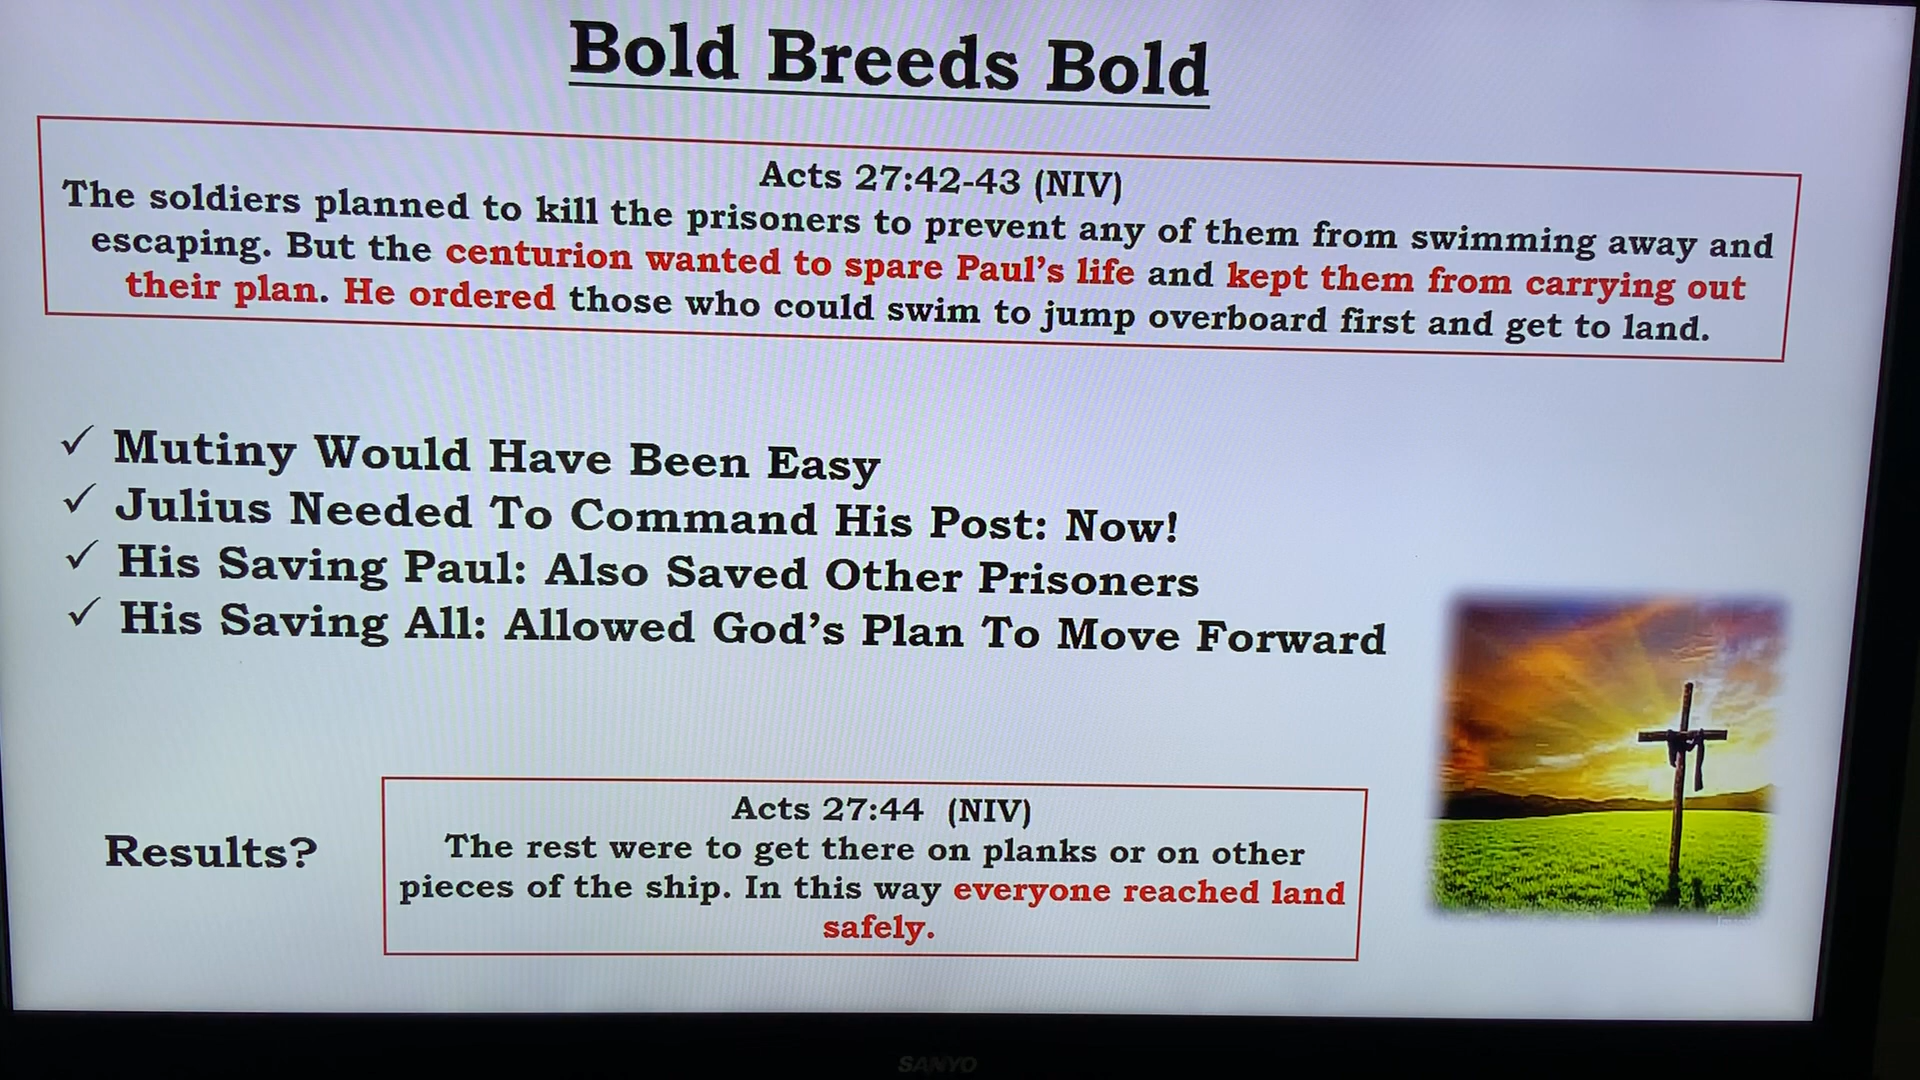 Bold Breeds Bold
Acts 27:42-43 (NIV)
The soldiers planned to kill the prisoners to prevent any of them from swimming away and
escaping. But the centurion wanted to spare Paul's life and kept them from carrying out
their plan. He ordered those who could swim to jump overboard first and get to land.
✓ Mutiny Would Have Been Easy
✓ Julius Needed To Command His Post: Now!
✓ His Saving Paul: Also Saved Other Prisoners
✓ His Saving All: Allowed God's Plan To Move Forward
Results?
Acts 27:44 (NIV)
The rest were to get there on planks or on other
pieces of the ship. In this way everyone reached land
safely.
SANYO